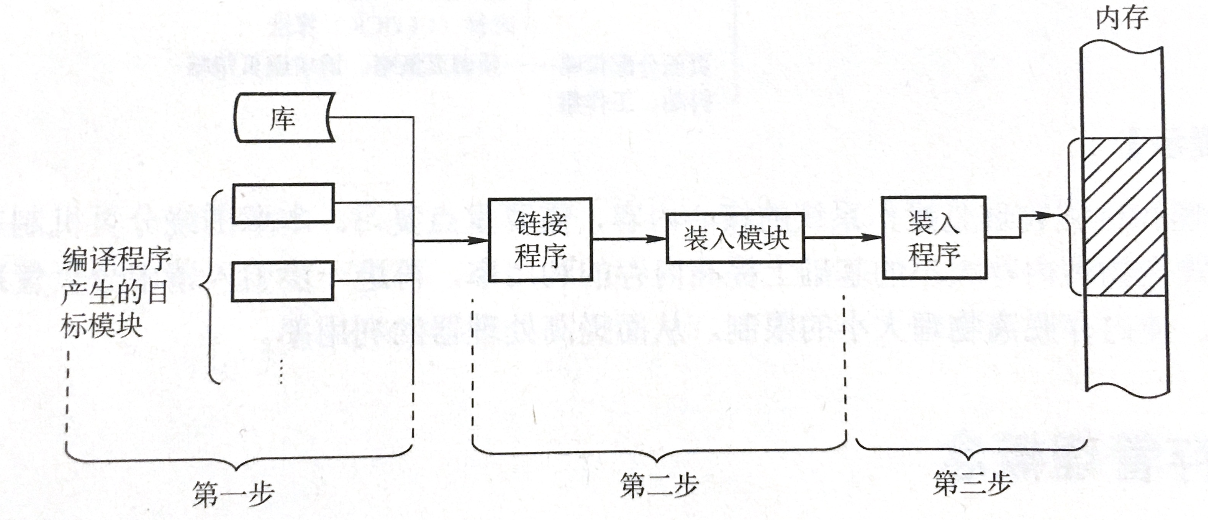 内存
库
编译程序
产生的目
标模块
……
链接
程序
装入模块
装入
程序
第一步
第二步
第三步